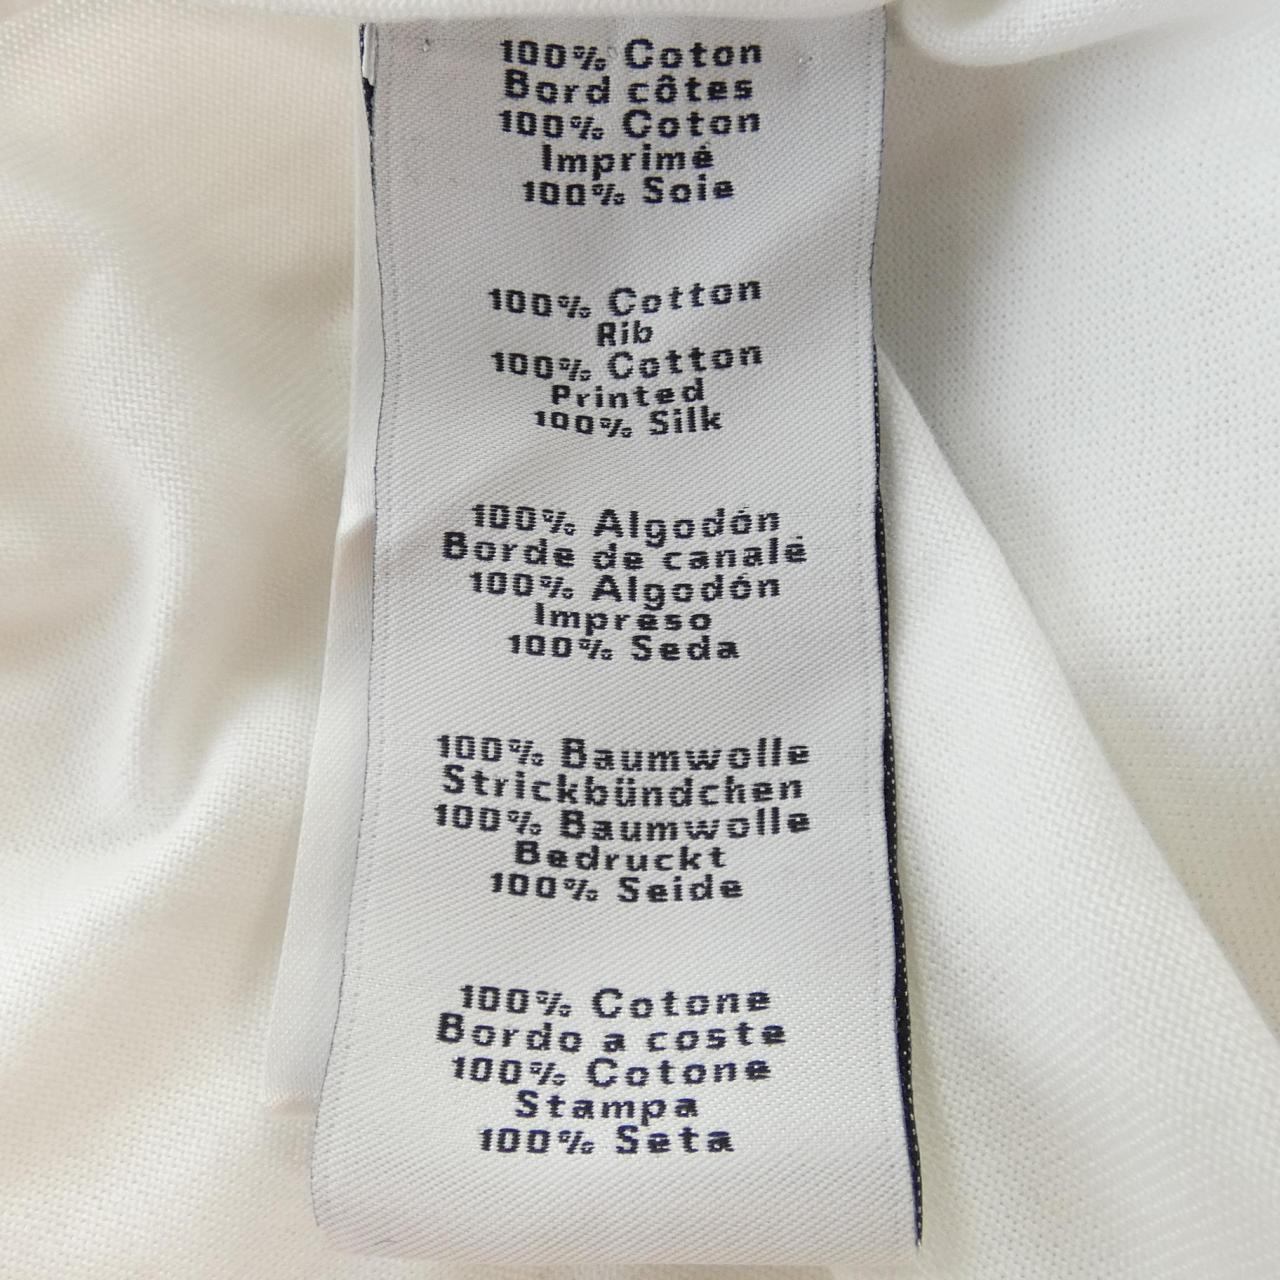 100% Coton
Bord côtes
100% Coton
Imprimé
100% Soie
100% Cotton
Rib
100% Cotton
Printed
100% Silk
100% Algodón
Borde de canalé
100% Algodón
Impreso
100% Seda
100% Baumwolle
Strickbündchen
100% Baumwolle
Bedruckt
100% Seide
100% Cotone
Bordo a coste
100% Cotone
Stampa
100% Seta